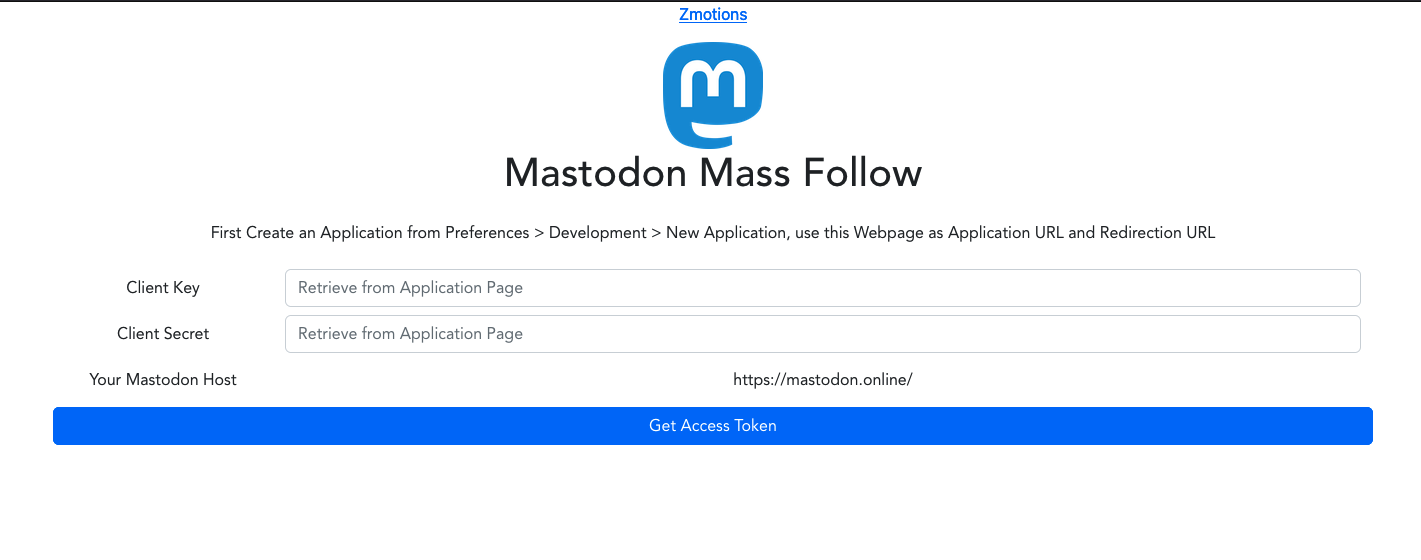 Zmotions
Mastodon Mass Follow
First Create an Application from Preferences > Development > New Application, use this Webpage as Application URL and Redirection URL
Client Key
Retrieve from Application Page
Client Secret
Retrieve from Application Page
Your Mastodon Host
https://mastodon.online/
Get Access Token